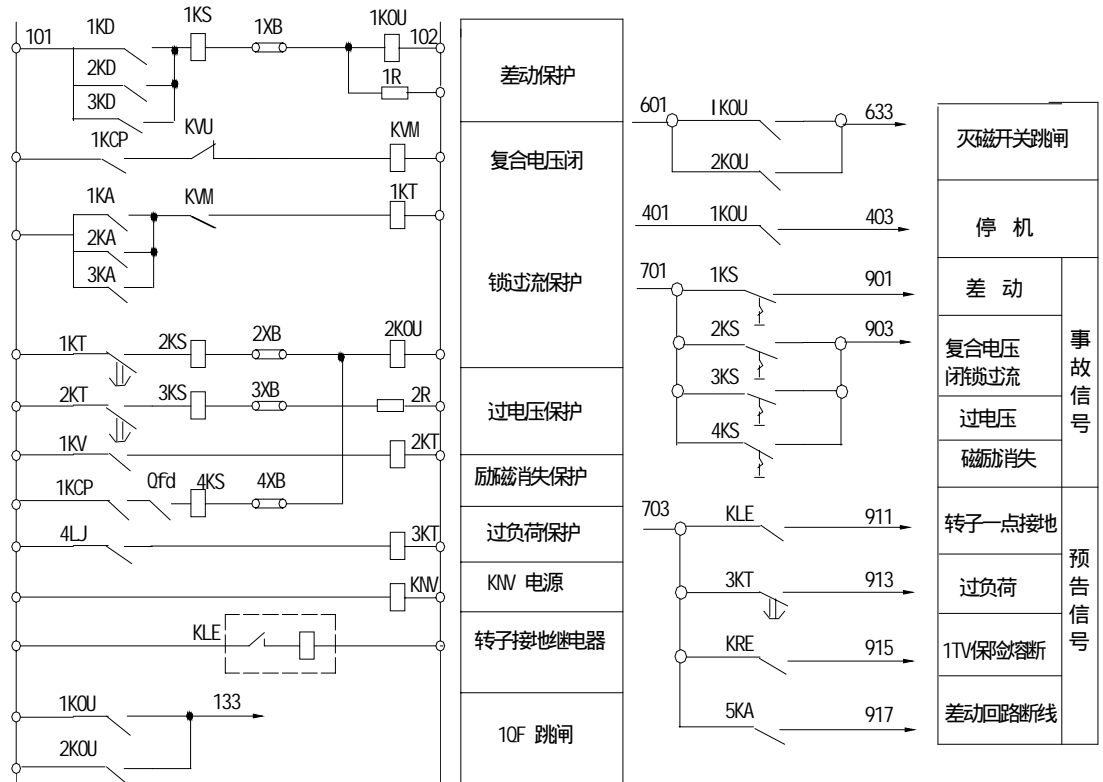 101
1KD
1KS
1XB
1KOU
102
2KD
1R
3KD
差动保护
1KCP
KVU
KVM
复合电压闭
1KA
KVM
1KT
2KA
3KA
锁过流保护
1KT
2KS
2XB
2KOU
2KT
3KS
3XB
2R
过电压保护
1KV
2KT
1KCP
Qfd
4KS
4XB
励磁消失保护
4LJ
3KT
过负荷保护
KNV
KNV 电源
KLE
转子接地继电器
1KOU
133
2KOU
1QF 跳闸
601
1KOU
633
2KOU
灭磁开关跳闸
401
1KOU
403
停 机
701
1KS
901
差 动
2KS
903
复合电压
闭锁过流
3KS
过电压
4KS
磁励消失
事故信号
703
KLE
911
转子一点接地
3KT
913
过负荷
KRE
915
1TV保险熔断
5KA
917
差动回路断线
预告信号